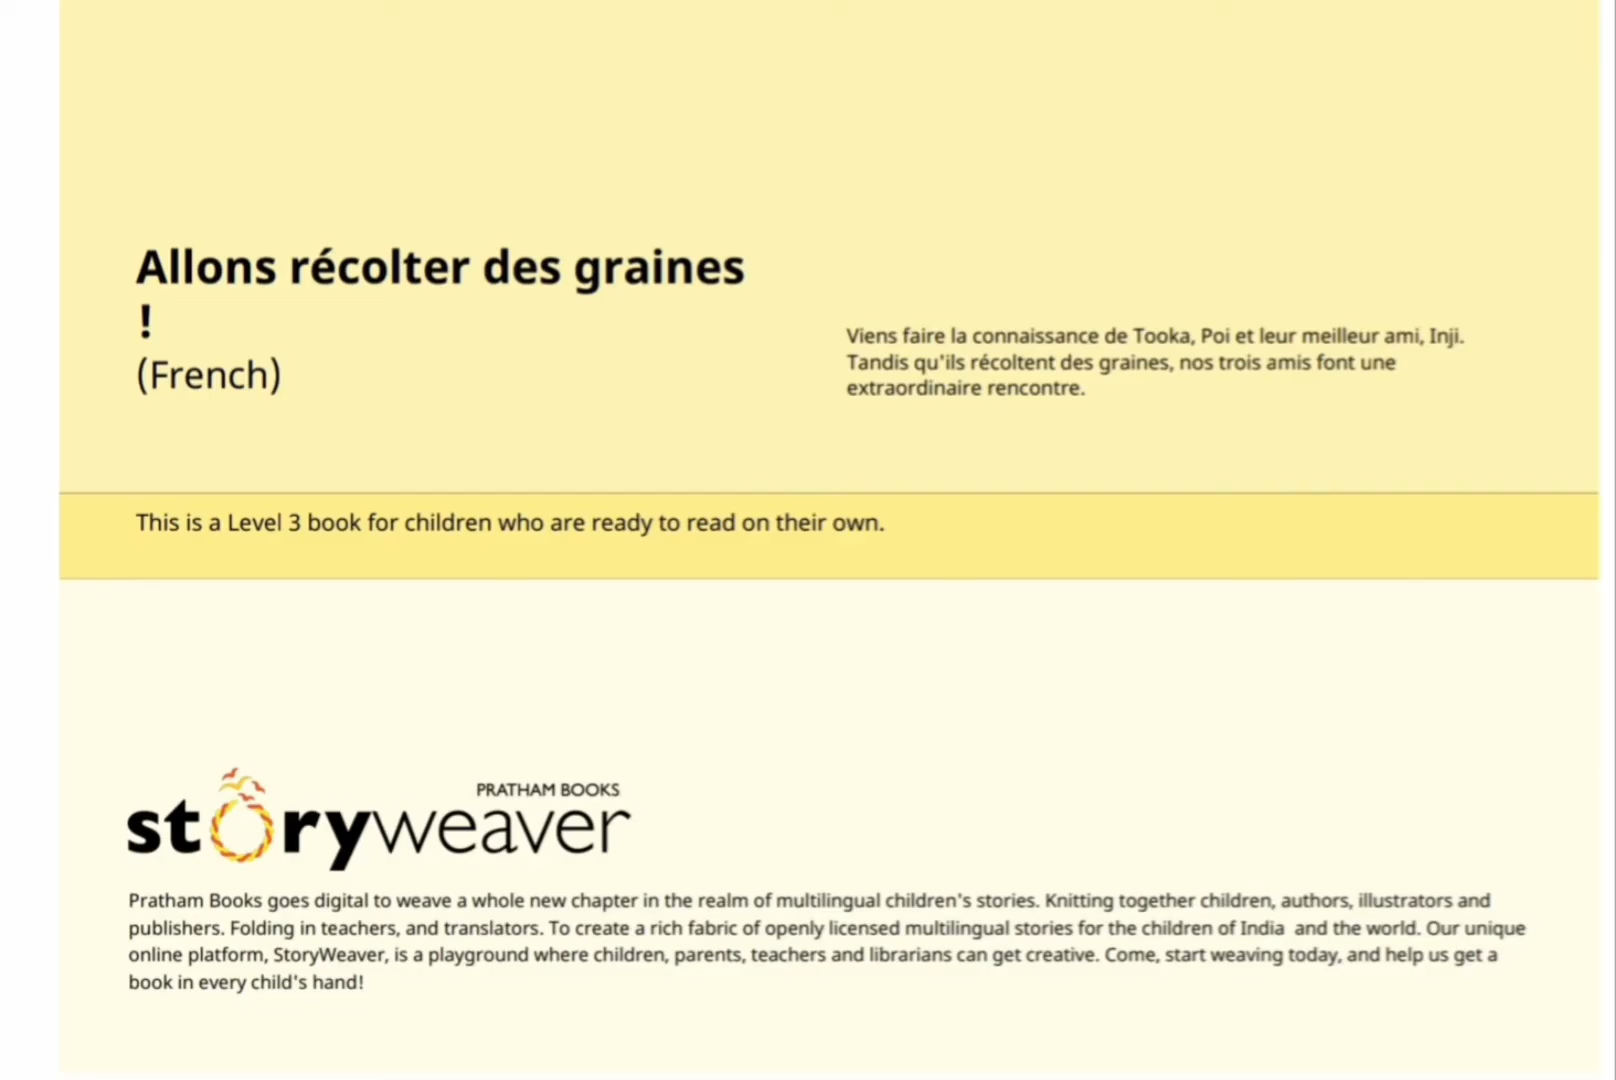 Allons récolter des graines
!
(French)
Viens faire la connaissance de Tooka, Poi et leur meilleur ami, Inji.
Tandis qu'ils récoltent des graines, nos trois amis font une
extraordinaire rencontre.
This is a Level 3 book for children who are ready to read on their own.
PRATHAM BOOKS
storyweaver
Pratham Books goes digital to weave a whole new chapter in the realm of multilingual children's stories. Knitting together children, authors, illustrators and
publishers. Folding in teachers, and translators. To create a rich fabric of openly licensed multilingual stories for the children of India and the world. Our unique
online platform, StoryWeaver, is a playground where children, parents, teachers and librarians can get creative. Come, start weaving today, and help us get a
book in every child's hand!